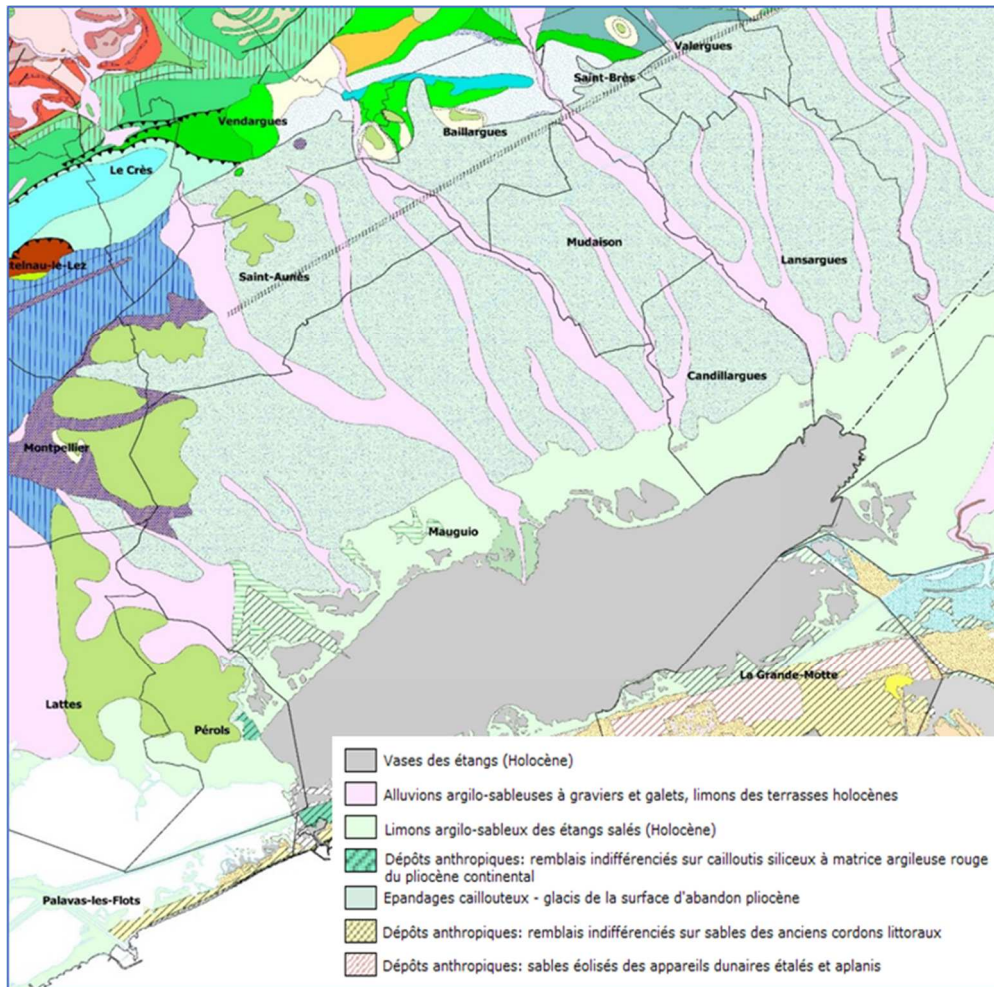 Valergues
Saint-Brès
Vendargues
Baillargues
Le Crès
Mudaison
telnau-le-Lez
Saint-Aunès
Lansargues
Candillargues
Montpellier
Mauguio
La Grande-Motte
Lattes
Pérols
Palavas-les-Flots
Vases des étangs (Holocène)
Alluvions argilo-sableuses à graviers et galets, limons des terrasses holocènes
Limons argilo-sableux des étangs salés (Holocène)
Dépôts anthropiques: remblais indifférenciés sur cailloutis siliceux à matrice argileuse rouge
du pliocène continental
Epandages caillouteux - glacis de la surface d'abandon pliocène
Dépôts anthropiques: remblais indifférenciés sur sables des anciens cordons littoraux
Dépôts anthropiques: sables éolisés des appareils dunaires étalés et aplanis